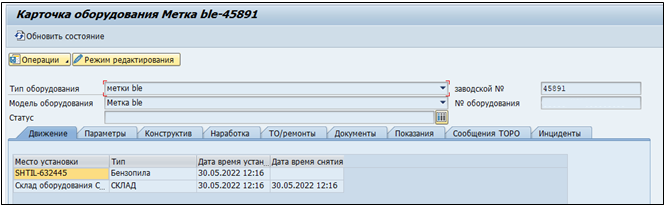 Карточка оборудования Метка ble-45891
Обновить состояние
Операции Режим редактирования
Тип оборудования метки ble заводской № 45891
Модель оборудования Метка ble № оборудования
Статус
Движение Параметры Конструктив Наработка ТО/ремонты Документы Показания Сообщения ТОРО Инциденты
Место установки Тип Дата время устан_ Дата время снятия
SHTIL-632445 Бензопила 30.05.2022 12:16
Склад оборудования С_ СКЛАД 30.05.2022 12:16 30.05.2022 12:16